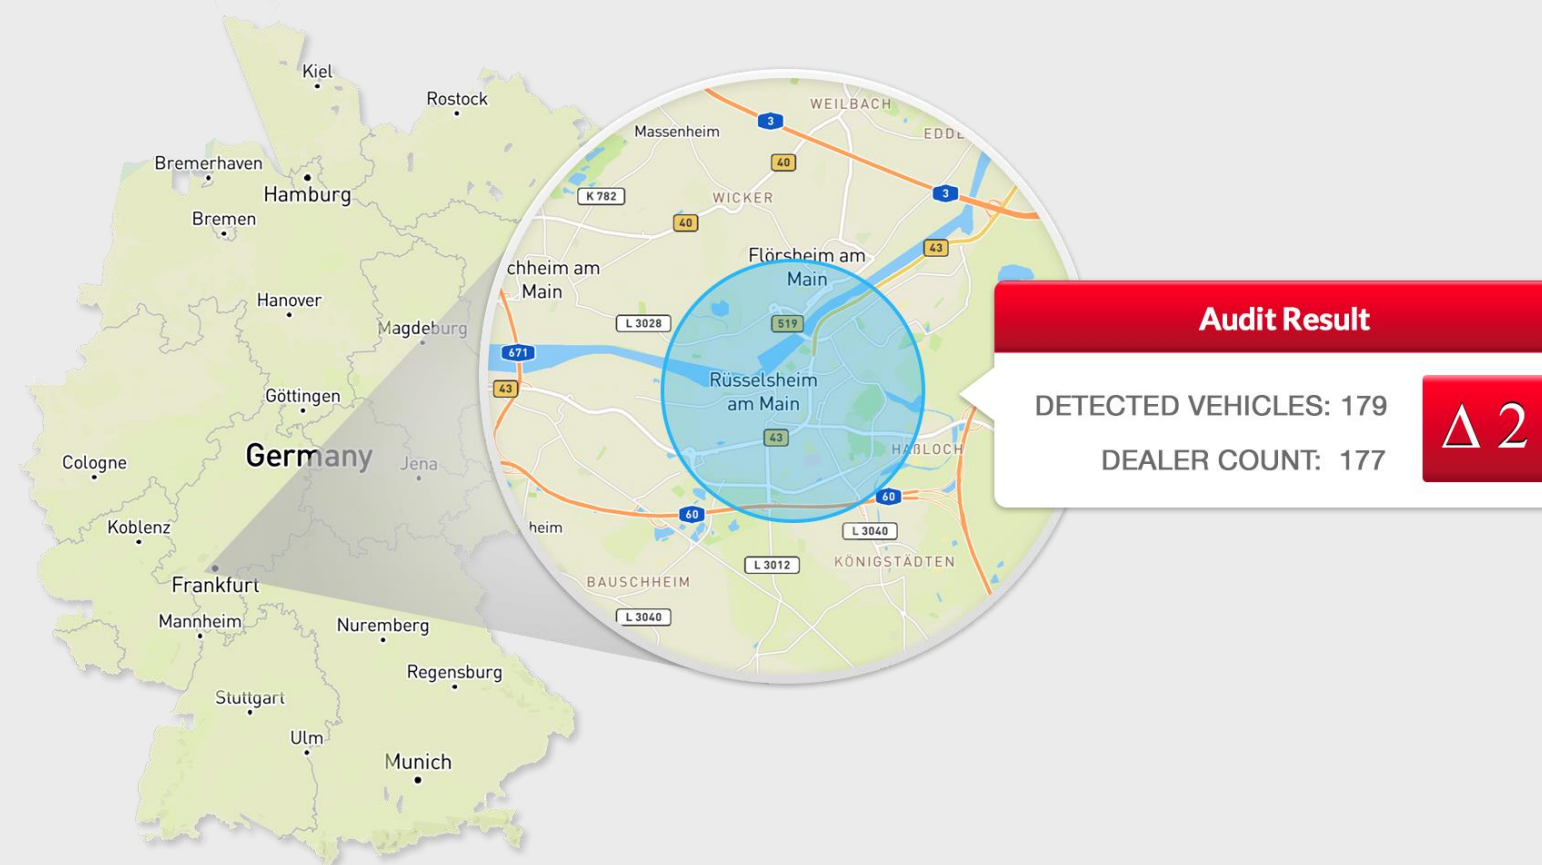 Kiel
Rostock
Bremerhaven
Hamburg
Bremen
Hanover
Magdeburg
Göttingen
Cologne
Germany
Jena
Koblenz
Frankfurt
Mannheim
Nuremberg
Regensburg
Stuttgart
Ulm
Munich
WEILBACH
3
Massenheim
EDDE
40
K 782
WICKER
3
40
43
Flörsheim am
Main
chheim am
Main
L 3028
519
671
Rüsselsheim
am Main
43
43
HAßLOCH
60
60
heim
L 3040
L 3012
KÖNIGSTÄDTEN
BAUSCHHEIM
L 3040
Audit Result
DETECTED VEHICLES: 179
DEALER COUNT: 177
Δ 2